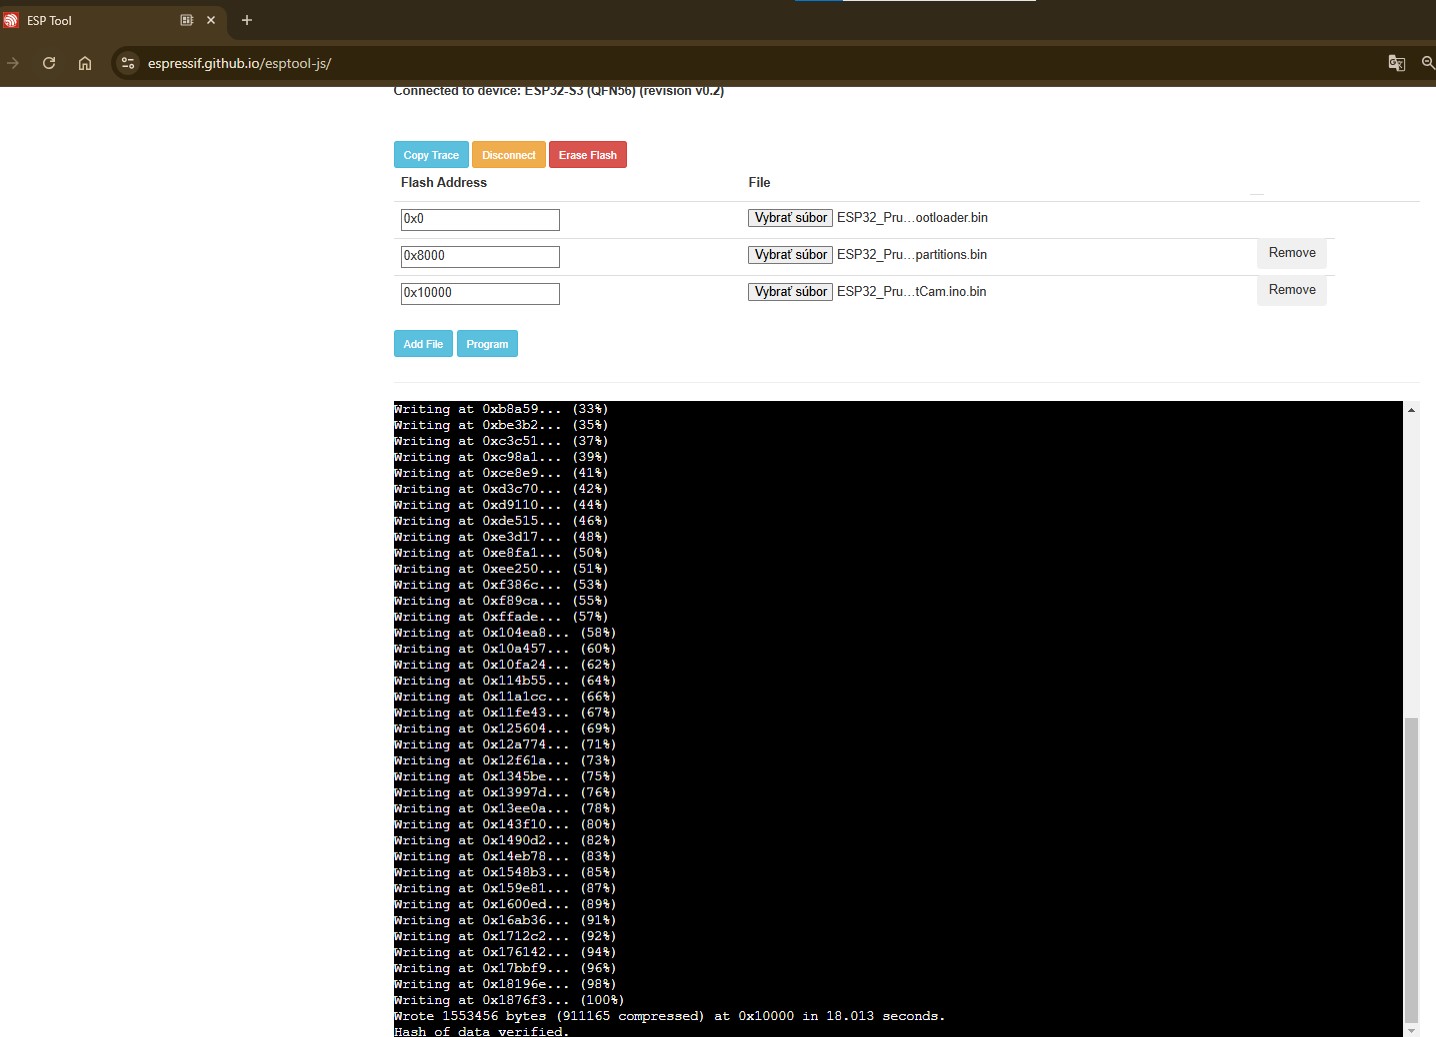 ESP Tool
espressif.github.io/esptool-js/
Connected to device: ESP32-S3 (QFN56) (revision v0.2)
Copy Trace Disconnect Erase Flash
Flash Address File
0x0 Vybrať súbor ESP32_Pru...ootloader.bin
0x8000 Vybrať súbor ESP32_Pru...partitions.bin Remove
0x10000 Vybrať súbor ESP32_Pru...tCam.ino.bin Remove
Add File Program
Writing at 0xb8a59... (33%)
Writing at 0xbe3b2... (35%)
Writing at 0xc3c51... (37%)
Writing at 0xc98a1... (39%)
Writing at 0xce8e9... (41%)
Writing at 0xd3c70... (42%)
Writing at 0xd9110... (44%)
Writing at 0xde515... (46%)
Writing at 0xe3d17... (48%)
Writing at 0xe8fa1... (50%)
Writing at 0xee250... (51%)
Writing at 0xf386c... (53%)
Writing at 0xf89ca... (55%)
Writing at 0xffade... (57%)
Writing at 0x104ea8... (58%)
Writing at 0x10a457... (60%)
Writing at 0x10fa24... (62%)
Writing at 0x114b55... (64%)
Writing at 0x11a1cc... (66%)
Writing at 0x11fe43... (67%)
Writing at 0x125604... (69%)
Writing at 0x12a774... (71%)
Writing at 0x12f61a... (73%)
Writing at 0x1345be... (75%)
Writing at 0x13997d... (76%)
Writing at 0x13ee0a... (78%)
Writing at 0x143f10... (80%)
Writing at 0x1490d2... (82%)
Writing at 0x14eb78... (83%)
Writing at 0x1548b3... (85%)
Writing at 0x159e81... (87%)
Writing at 0x1600ed... (89%)
Writing at 0x16ab36... (91%)
Writing at 0x1712c2... (92%)
Writing at 0x176142... (94%)
Writing at 0x17bbf9... (96%)
Writing at 0x18196e... (98%)
Writing at 0x1876f3... (100%)
Wrote 1553456 bytes (911165 compressed) at 0x10000 in 18.013 seconds.
Hash of data verified.